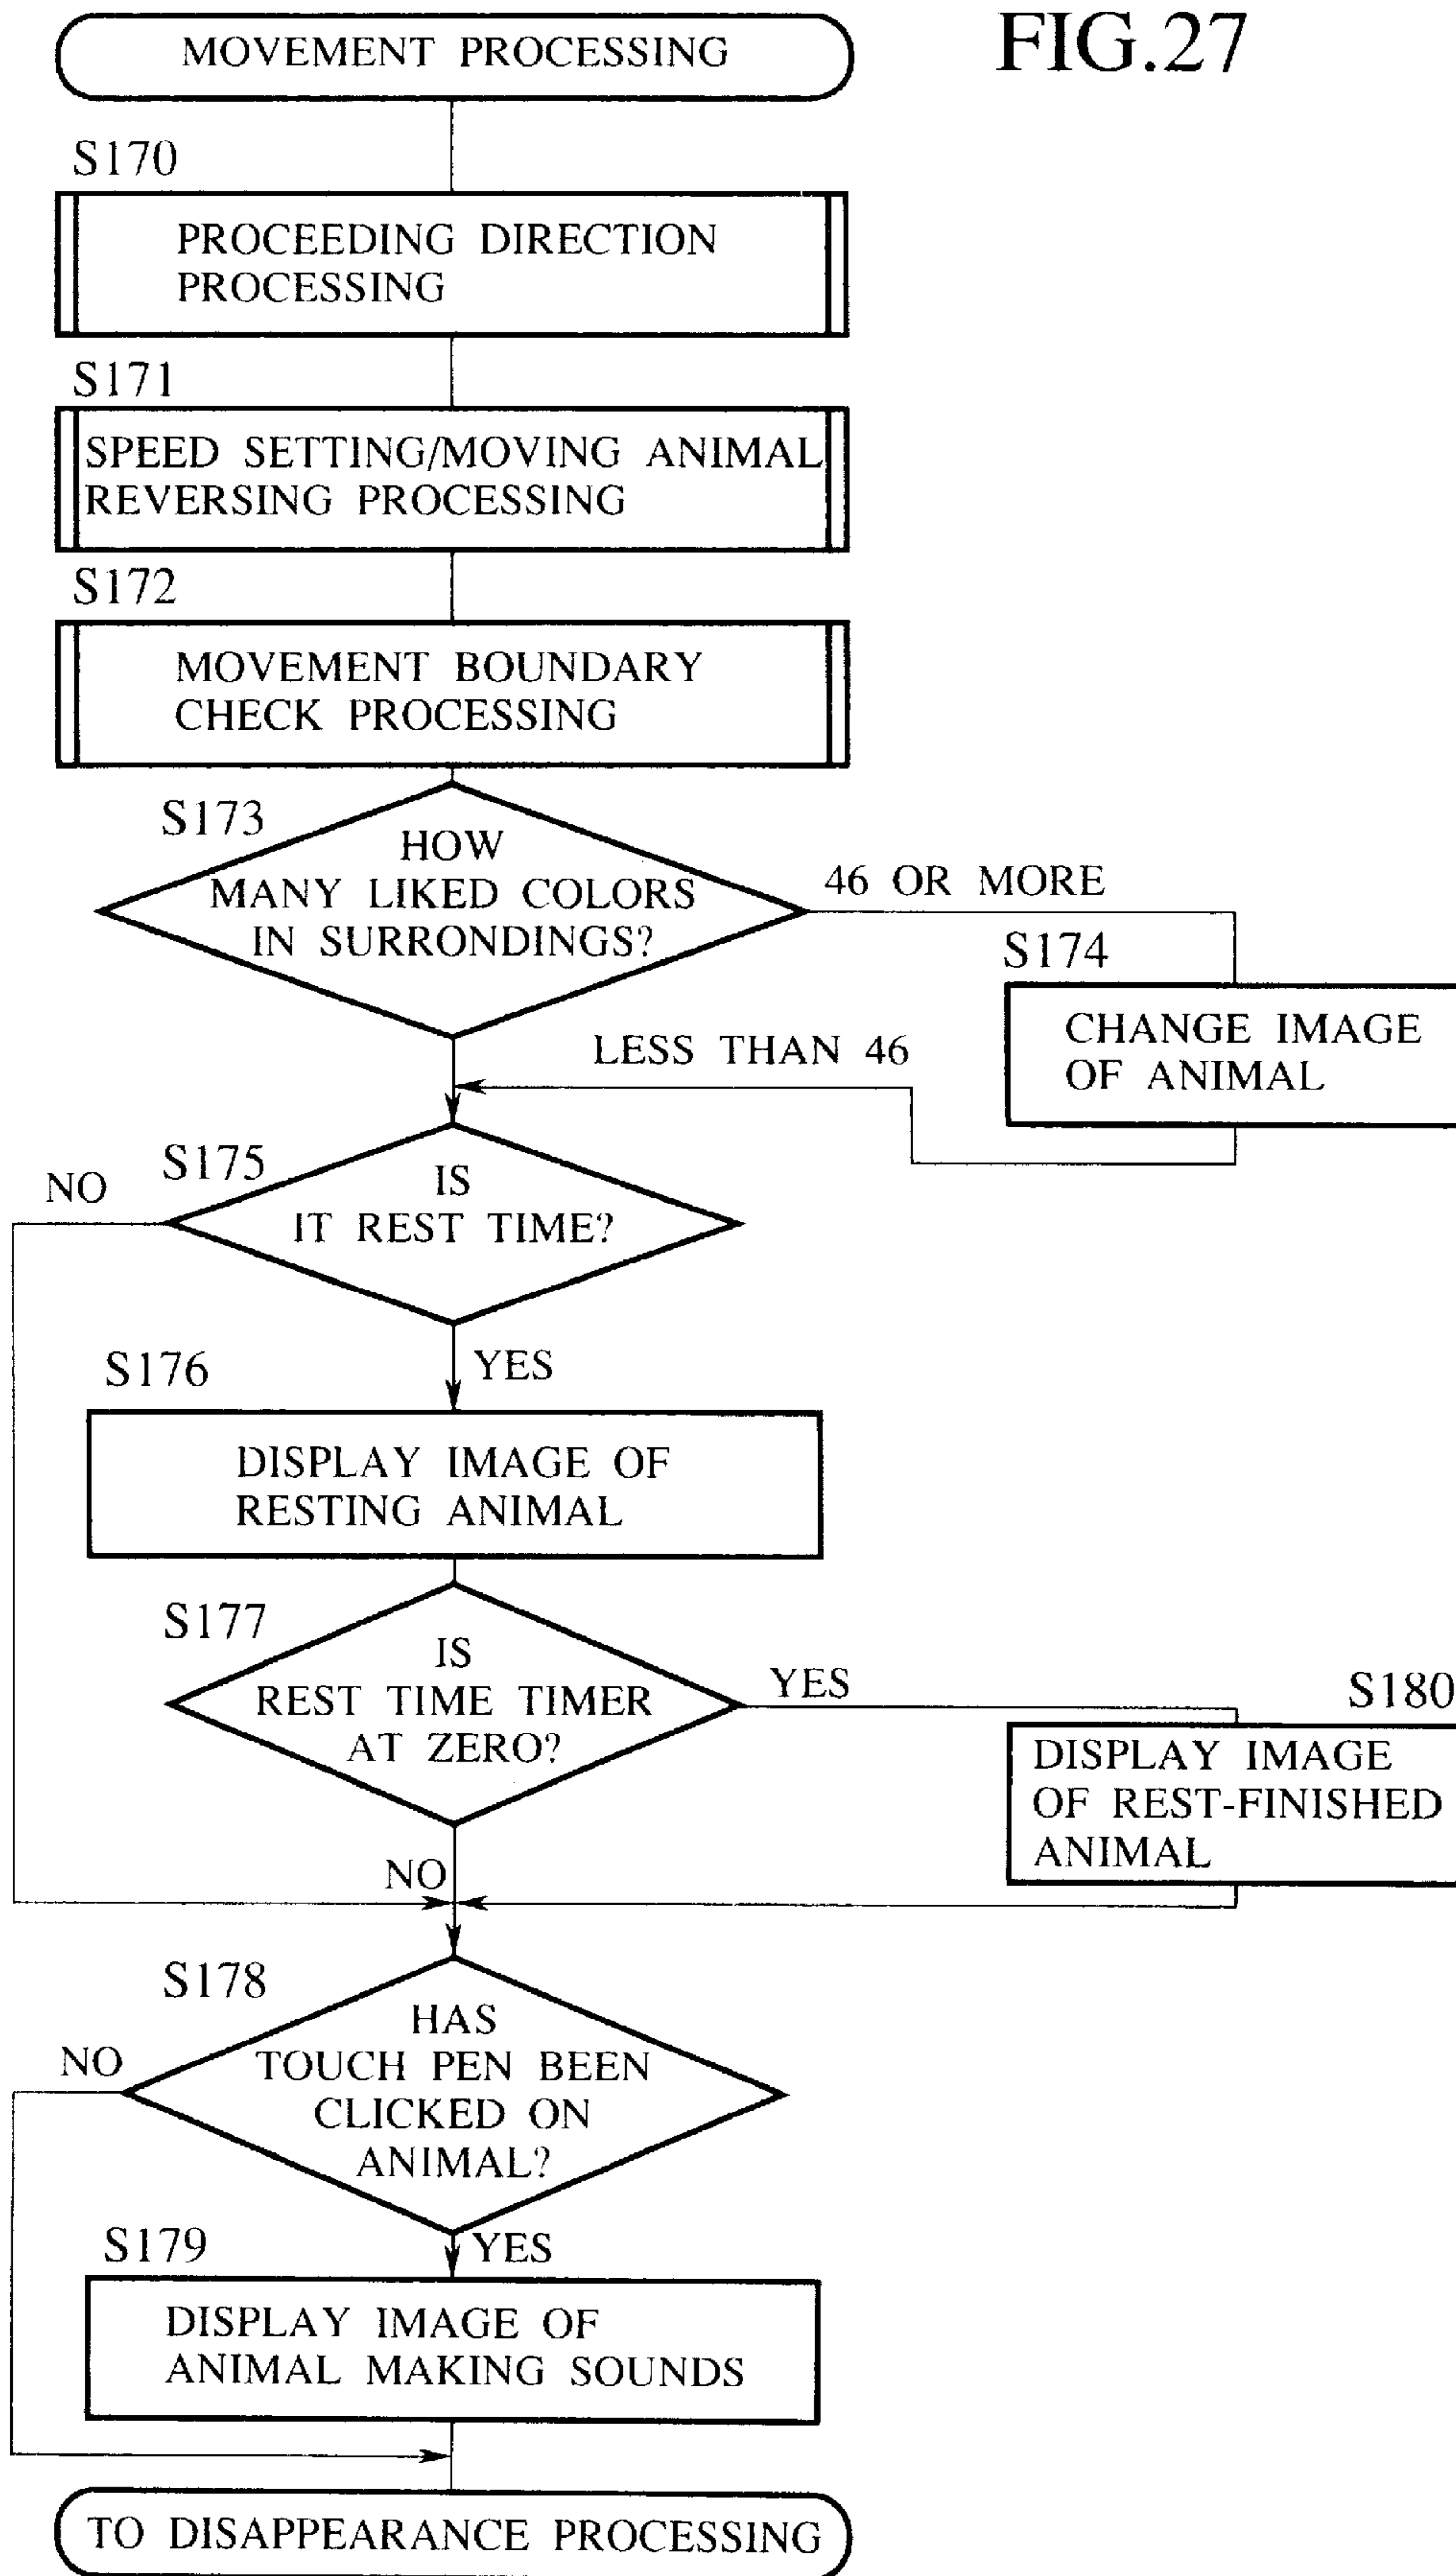 FIG.27
MOVEMENT PROCESSING
S170
PROCEEDING DIRECTION
PROCESSING
S171
SPEED SETTING/MOVING ANIMAL
REVERSING PROCESSING
S172
MOVEMENT BOUNDARY
CHECK PROCESSING
S173
HOW
MANY LIKED COLORS
IN SURRONDINGS?
46 OR MORE
S174
CHANGE IMAGE
OF ANIMAL
LESS THAN 46
S175
IS
IT REST TIME?
NO
YES
S176
DISPLAY IMAGE OF
RESTING ANIMAL
S177
IS
REST TIME TIMER
AT ZERO?
YES
S180
DISPLAY IMAGE
OF REST-FINISHED
ANIMAL
NO
S178
HAS
TOUCH PEN BEEN
CLICKED ON
ANIMAL?
NO
YES
S179
DISPLAY IMAGE OF
ANIMAL MAKING SOUNDS
TO DISAPPEARANCE PROCESSING